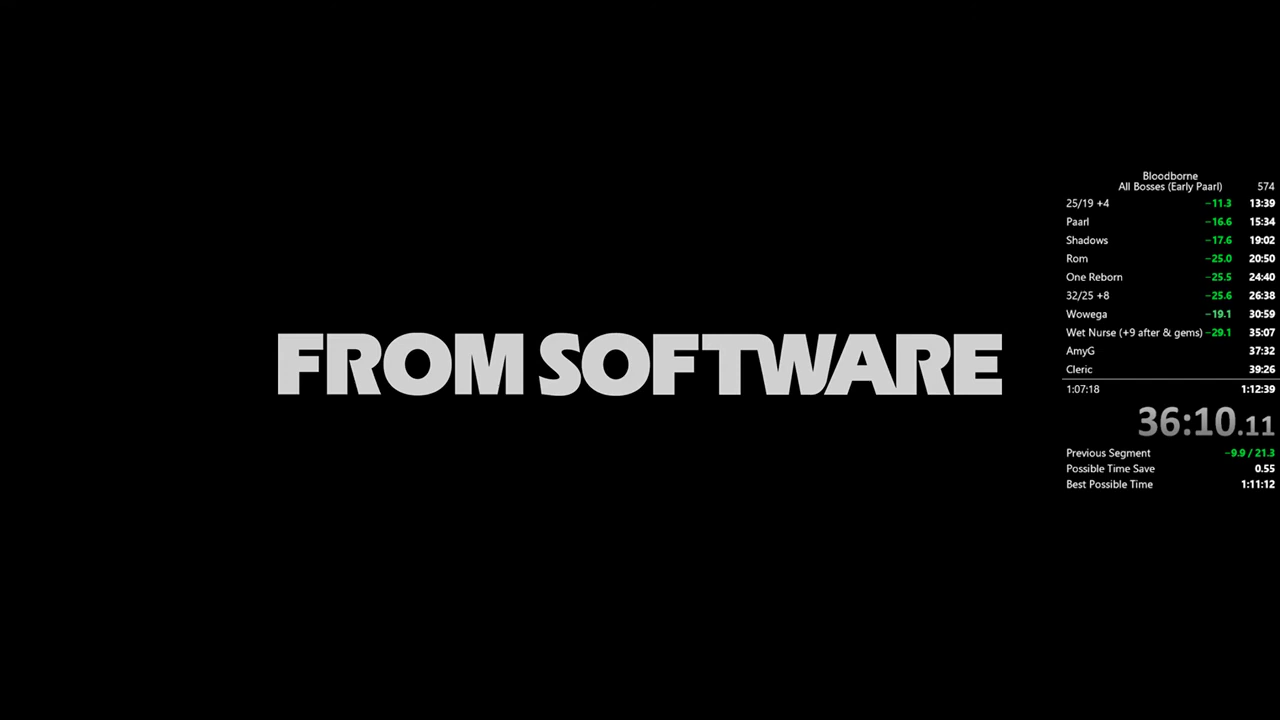 FROM SOFTWARE
Bloodborne
All Bosses (Early Paarl) 574
25/19 +4 −11.3 13:39
Paarl −16.6 15:34
Shadows −17.6 19:02
Rom −25.0 20:50
One Reborn −25.5 24:40
32/25 +8 −25.6 26:38
Wowega −19.1 30:59
Wet Nurse (+9 after & gems) −29.1 35:07
AmyG 37:32
Cleric 39:26
1:07:18 1:12:39
36:10.11
Previous Segment −9.9 / 21.3
Possible Time Save 0.55
Best Possible Time 1:11:12